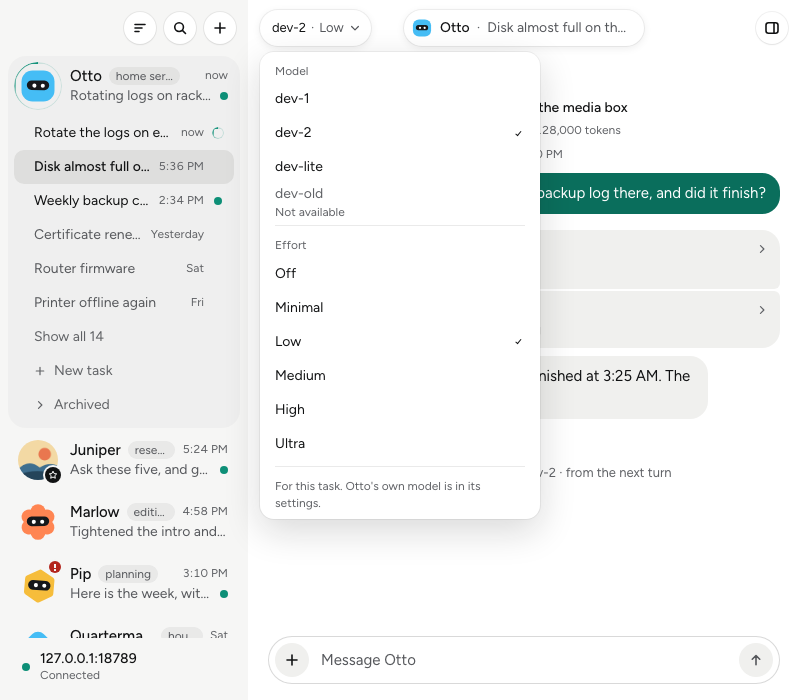 Otto home ser... now
Rotating logs on rack...
Rotate the logs on e... now
Disk almost full o... 5:36 PM
Weekly backup c... 2:34 PM
Certificate rene... Yesterday
Router firmware Sat
Printer offline again Fri
Show all 14
New task
Archived
Juniper rese... 5:24 PM
Ask these five, and g...
Marlow editi... 4:58 PM
Tightened the intro and...
Pip planning 3:10 PM
Here is the week, wit...
Quarterma hou... Sat
127.0.0.1:18789
Connected
dev-2 · Low
Otto · Disk almost full on th...
Model
dev-1
dev-2
dev-lite
dev-old
Not available
Effort
Off
Minimal
Low
Medium
High
Ultra
For this task. Otto's own model is in its
settings.
the media box
28,000 tokens
PM
backup log there, and did it finish?
nished at 3:25 AM. The
v-2 · from the next turn
Message Otto